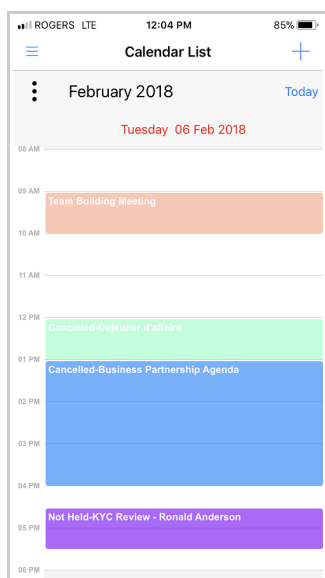 ROGERS LTE 12:04 PM 85%
Calendar List
February 2018 Today
Tuesday 06 Feb 2018
08 AM
09 AM
Team Building Meeting
10 AM
11 AM
12 PM
Cancelled-Déjeuner d'affaire
01 PM
Cancelled-Business Partnership Agenda
02 PM
03 PM
04 PM
Not Held-KYC Review - Ronald Anderson
05 PM
06 PM